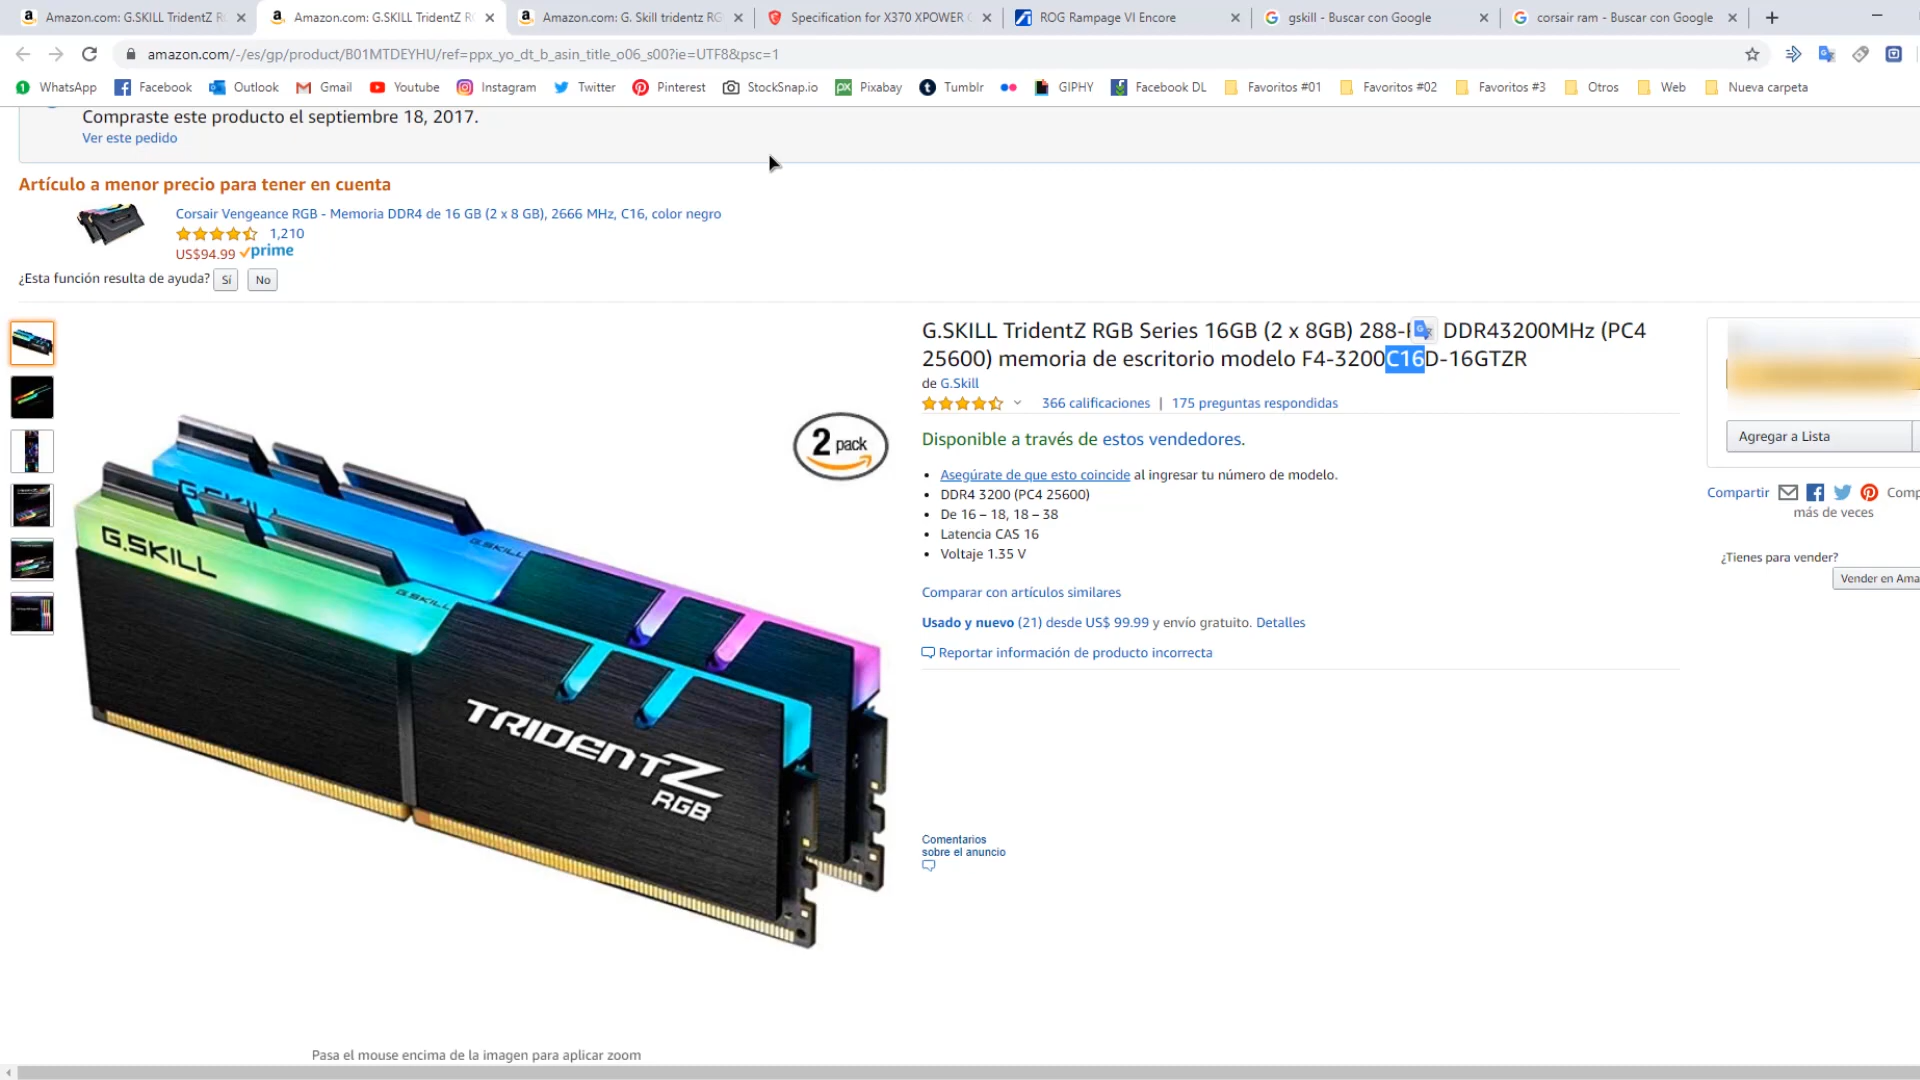 Amazon.com: G.SKILL TridentZ R
Amazon.com: G.SKILL TridentZ R
Amazon.com: G. Skill tridentz RG
Specification for X370 XPOWER
ROG Rampage VI Encore
gskill - Buscar con Google
corsair ram - Buscar con Google
amazon.com/-/es/gp/product/B01MTDEYHU/ref=ppx_yo_dt_b_asin_title_o06_s00?ie=UTF8&psc=1
WhatsApp
Facebook
Outlook
Gmail
Youtube
Instagram
Twitter
Pinterest
StockSnap.io
Pixabay
Tumblr
GIPHY
Facebook DL
Favoritos #01
Favoritos #02
Favoritos #3
Otros
Web
Nueva carpeta
Compraste este producto el septiembre 18, 2017.
Ver este pedido
Artículo a menor precio para tener en cuenta
Corsair Vengeance RGB - Memoria DDR4 de 16 GB (2 x 8 GB), 2666 MHz, C16, color negro
1,210
US$94.99 prime
¿Esta función resulta de ayuda? Sí No
G.SKILL TridentZ RGB Series 16GB (2 x 8GB) 288- DDR43200MHz (PC4
25600) memoria de escritorio modelo F4-3200C16D-16GTZR
de G.Skill
366 calificaciones | 175 preguntas respondidas
Disponible a través de estos vendedores.
Asegúrate de que esto coincide al ingresar tu número de modelo.
DDR4 3200 (PC4 25600)
De 16 – 18, 18 – 38
Latencia CAS 16
Voltaje 1.35 V
Comparar con artículos similares
Usado y nuevo (21) desde US$ 99.99 y envío gratuito. Detalles
Reportar información de producto incorrecta
Comentarios
sobre el anuncio
Agregar a Lista
Compartir Comp
más de veces
¿Tienes para vender?
Vender en Ama
2 pack
G.SKILL
G.SKILL
G.SKILL
G.SKILL
TRIDENTZ
RGB
Pasa el mouse encima de la imagen para aplicar zoom